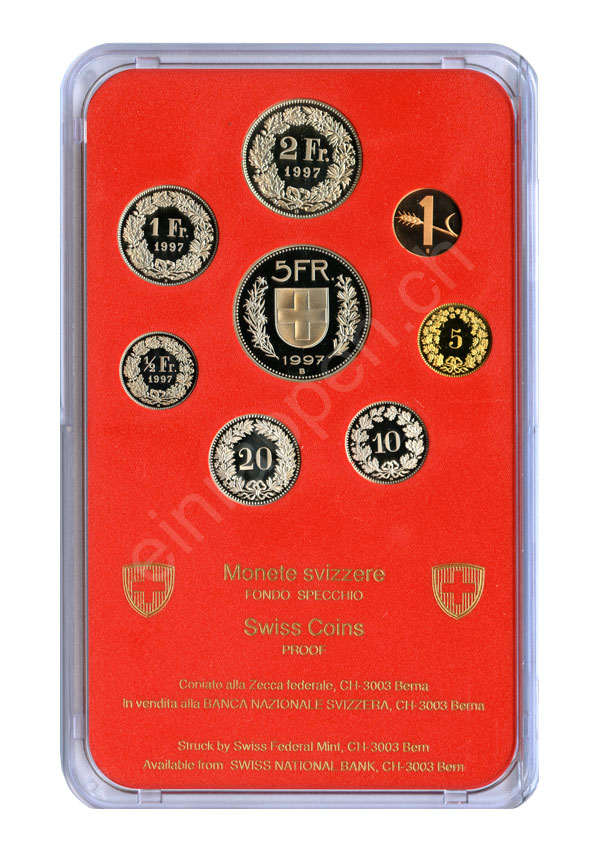 2 Fr.
1997
B
1 Fr.
1997
1
5 FR.
1997
B
5
½ Fr.
1997
20
10
Monete svizzere
FONDO SPECCHIO
Swiss Coins
PROOF
Coniato alla Zecca federale, CH-3003 Berna
In vendita alla BANCA NAZIONALE SVIZZERA, CH-3003 Berna
Struck by Swiss Federal Mint, CH-3003 Bern
Available from SWISS NATIONAL BANK, CH-3003 Bern